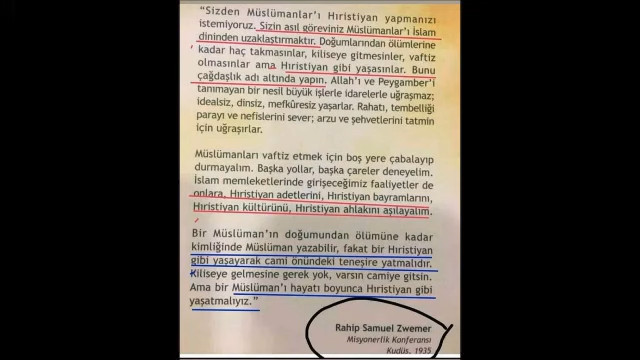 “Sizden Müslümanlar’ı Hıristiyan yapmanızı
istemiyoruz. Sizin asıl göreviniz Müslümanlar’ı İslam
dininden uzaklaştırmaktır. Doğumlarından ölümlerine
kadar haç takmasınlar, kiliseye gitmesinler, vaftiz
olmasınlar ama Hıristiyan gibi yaşasınlar. Bunu
çağdaşlık adı altında yapın. Allah’ı ve Peygamber’i
tanımayan bir nesil büyük işlerle idarelerle uğraşmaz;
idealsiz, dinsiz, mefkûresiz yaşarlar. Rahatı, tembelliği
parayı ve nefislerini sever; arzu ve şehvetlerini tatmin
için uğraşırlar.
Müslümanları vaftiz etmek için boş yere çabalayıp
durmayalım. Başka yollar, başka çareler deneyelim.
İslam memleketlerinde girişeceğimiz faaliyetler de
onlara, Hıristiyan adetlerini, Hıristiyan bayramlarını,
Hıristiyan kültürünü, Hıristiyan ahlakını aşılayalım.
Bir Müslüman’ın doğumundan ölümüne kadar
kimliğinde Müslüman yazabilir, fakat bir Hıristiyan
gibi yaşayarak cami önündeki teneşire yatmalıdır.
Kiliseye gelmesine gerek yok, varsın camiye gitsin.
Ama bir Müslüman’ı hayatı boyunca Hıristiyan gibi
yaşatmalıyız.”
Rahip Samuel Zwemer
Misyonerlik Konferansı
Kudüs, 1935